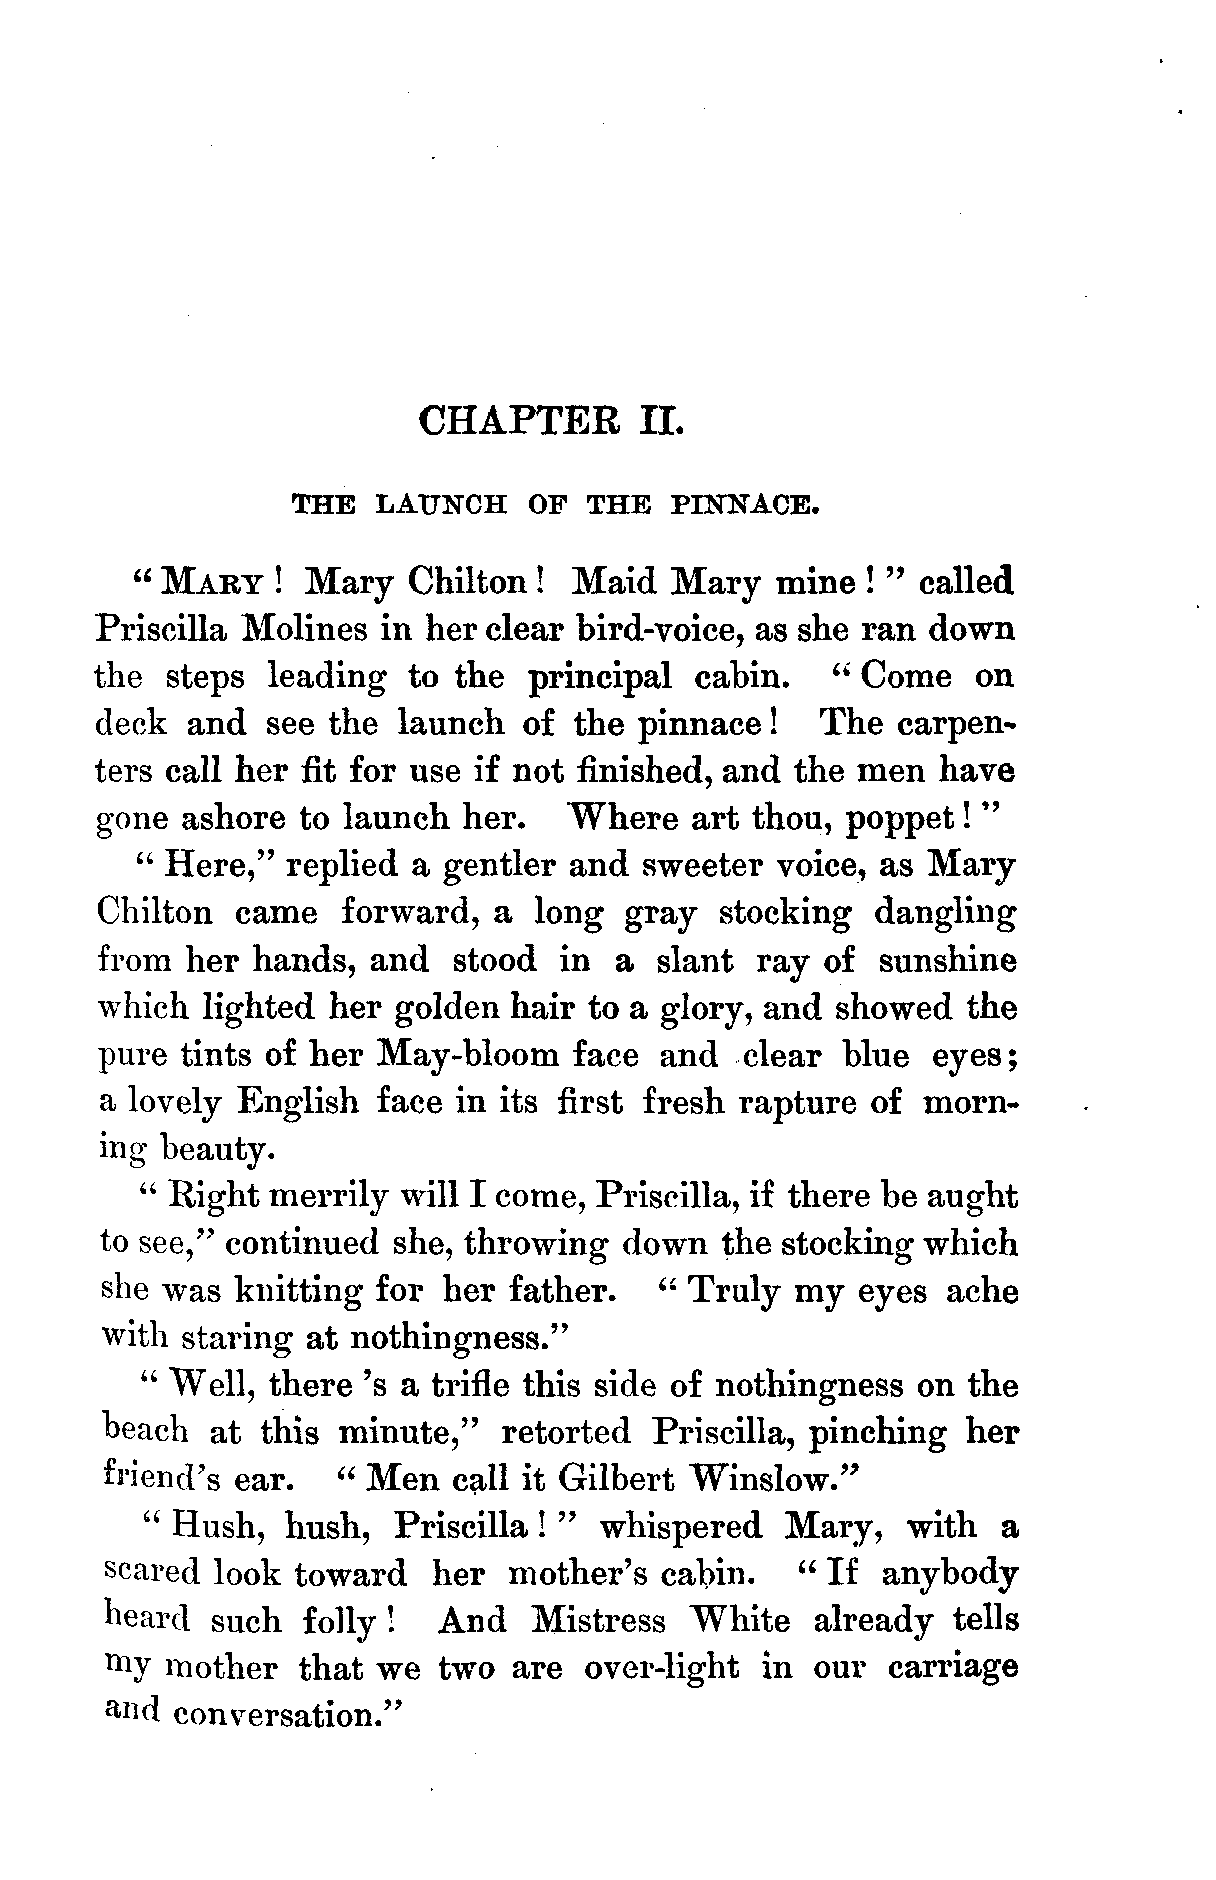 CHAPTER II.
THE LAUNCH OF THE PINNACE.
“ MARY ! Mary Chilton ! Maid Mary mine ! ” called
Priscilla Molines in her clear bird-voice, as she ran down
the steps leading to the principal cabin. “ Come on
deck and see the launch of the pinnace ! The carpen-
ters call her fit for use if not finished, and the men have
gone ashore to launch her. Where art thou, poppet ! ”
“ Here,” replied a gentler and sweeter voice, as Mary
Chilton came forward, a long gray stocking dangling
from her hands, and stood in a slant ray of sunshine
which lighted her golden hair to a glory, and showed the
pure tints of her May-bloom face and clear blue eyes ;
a lovely English face in its first fresh rapture of morn-
ing beauty.
“ Right merrily will I come, Priscilla, if there be aught
to see,” continued she, throwing down the stocking which
she was knitting for her father. “ Truly my eyes ache
with staring at nothingness.”
“ Well, there ’s a trifle this side of nothingness on the
beach at this minute,” retorted Priscilla, pinching her
friend’s ear. “ Men call it Gilbert Winslow.”
“ Hush, hush, Priscilla ! ” whispered Mary, with a
scared look toward her mother’s cabin. “ If anybody
heard such folly ! And Mistress White already tells
my mother that we two are over-light in our carriage
and conversation.”